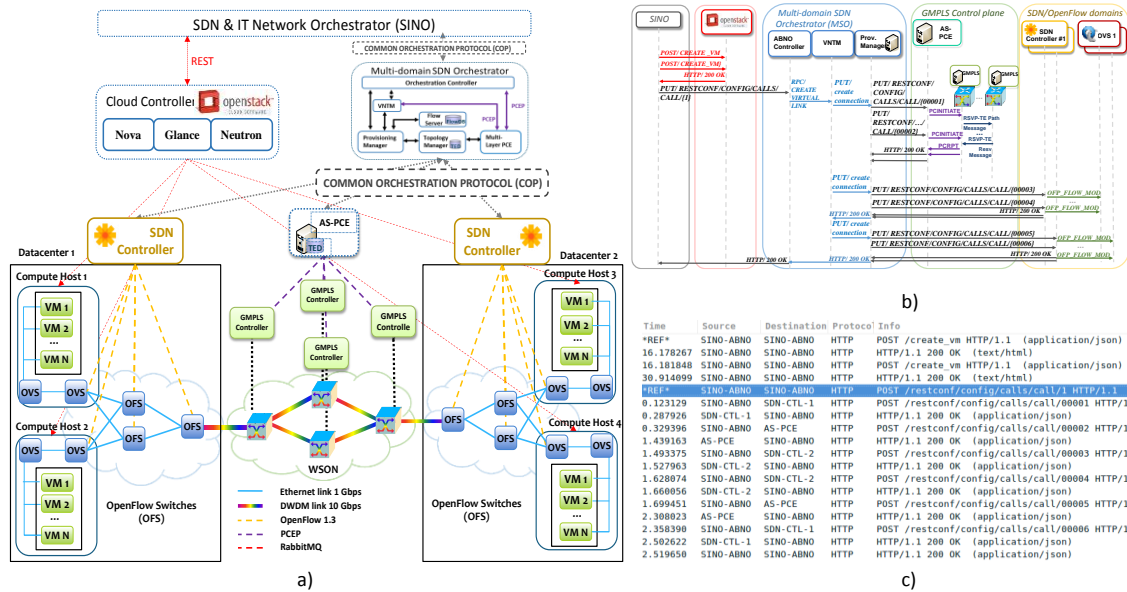 SDN & IT Network Orchestrator (SINO)
COMMON ORCHESTRATION PROTOCOL (COP)
REST
Multi-domain SDN Orchestrator
Orchestration Controller
VNTM
PCEP
Flow
Server
PCEP
Provisioning
Manager
Topology
Manager
TED
Multi-
Layer PCE
Cloud Controller
openstack
CLOUD SOFTWARE
Nova
Glance
Neutron
COMMON ORCHESTRATION PROTOCOL (COP)
SDN
Controller
AS-PCE
TED
SDN
Controller
Datacenter 1
Datacenter 2
Compute Host 1
VM 1
VM 2
...
VM N
OVS
OVS
Compute Host 2
OVS
OVS
VM 1
VM 2
...
VM N
OFS
OFS
OFS
OpenFlow Switches
(OFS)
GMPLS
Controller
GMPLS
Controller
GMPLS
Controlle
GMPLS
Controller
WSON
Ethernet link 1 Gbps
DWDM link 10 Gbps
OpenFlow 1.3
PCEP
RabbitMQ
Compute Host 3
VM 1
VM 2
...
VM N
OVS
OVS
Compute Host 4
OVS
OVS
VM 1
VM 2
...
VM N
OFS
OFS
OFS
OpenFlow Switches
(OFS)
a)
SINO
openstack
Multi-domain SDN
Orchestrator (MSO)
ABNO
Controller
VNTM
Prov.
Manager
GMPLS Control plane
AS-
PCE
GMPLS
GMPLS
SDN/OpenFlow domains
SDN
Controller #1
OVS 1
POST/ CREATE_VM
POST/ CREATE_VM]
HTTP/ 200 OK
PUT/ RESTCONF/CONFIG/CALLS/
CALL/[1]
RPC/
CREATE
VIRTUAL
LINK
PUT/
create
connection
PUT/ RESTCONF/
CONFIG/
CALLS/CALL/[00001]
PUT/
RESTCONF/.../
CALL/[00002]
HTTP/ 200 OK
PCINITIATE
PCINITIATE
PCRPT
RSVP-TE Path
Message
...
RSVP-TE
Resv
Message
PUT/ create
connection
PUT/ RESTCONF/CONFIG/CALLS/CALL/[00003]
OFP_FLOW_MOD
PUT/ RESTCONF/CONFIG/CALLS/CALL/[00004]
...
OFP_FLOW_MOD
HTTP/ 200 OK
HTTP/ 200 OK
PUT/ create
connection
PUT/ RESTCONF/CONFIG/CALLS/CALL/[00005]
OFP_FLOW_MOD
PUT/ RESTCONF/CONFIG/CALLS/CALL/[00006]
...
HTTP/ 200 OK
OFP_FLOW_MOD
HTTP/ 200 OK
HTTP/ 200 OK
b)
Time Source Destination Protocol Info
*REF* SINO-ABNO SINO-ABNO HTTP POST /create_vm HTTP/1.1 (application/json)
16.178267 SINO-ABNO SINO-ABNO HTTP HTTP/1.1 200 OK (text/html)
16.181848 SINO-ABNO SINO-ABNO HTTP POST /create_vm HTTP/1.1 (application/json)
30.914099 SINO-ABNO SINO-ABNO HTTP HTTP/1.1 200 OK (text/html)
*REF* SINO-ABNO SINO-ABNO HTTP POST /restconf/config/calls/call/1 HTTP/1.1
0.123129 SINO-ABNO SDN-CTL-1 HTTP POST /restconf/config/calls/call/00001 HTTP/1
0.287926 SDN-CTL-1 SINO-ABNO HTTP HTTP/1.1 200 OK (application/json)
0.329396 SINO-ABNO AS-PCE HTTP POST /restconf/config/calls/call/00002 HTTP/1
1.439163 AS-PCE SINO-ABNO HTTP HTTP/1.1 200 OK (application/json)
1.493375 SINO-ABNO SDN-CTL-2 HTTP POST /restconf/config/calls/call/00003 HTTP/1
1.527963 SDN-CTL-2 SINO-ABNO HTTP HTTP/1.1 200 OK (application/json)
1.628074 SINO-ABNO SDN-CTL-2 HTTP POST /restconf/config/calls/call/00004 HTTP/1
1.660056 SDN-CTL-2 SINO-ABNO HTTP HTTP/1.1 200 OK (application/json)
1.699451 SINO-ABNO AS-PCE HTTP POST /restconf/config/calls/call/00005 HTTP/1
2.308023 AS-PCE SINO-ABNO HTTP HTTP/1.1 200 OK (application/json)
2.358390 SINO-ABNO SDN-CTL-1 HTTP POST /restconf/config/calls/call/00006 HTTP/1
2.502622 SDN-CTL-1 SINO-ABNO HTTP HTTP/1.1 200 OK (application/json)
2.519650 SINO-ABNO SINO-ABNO HTTP HTTP/1.1 200 OK (application/json)
c)